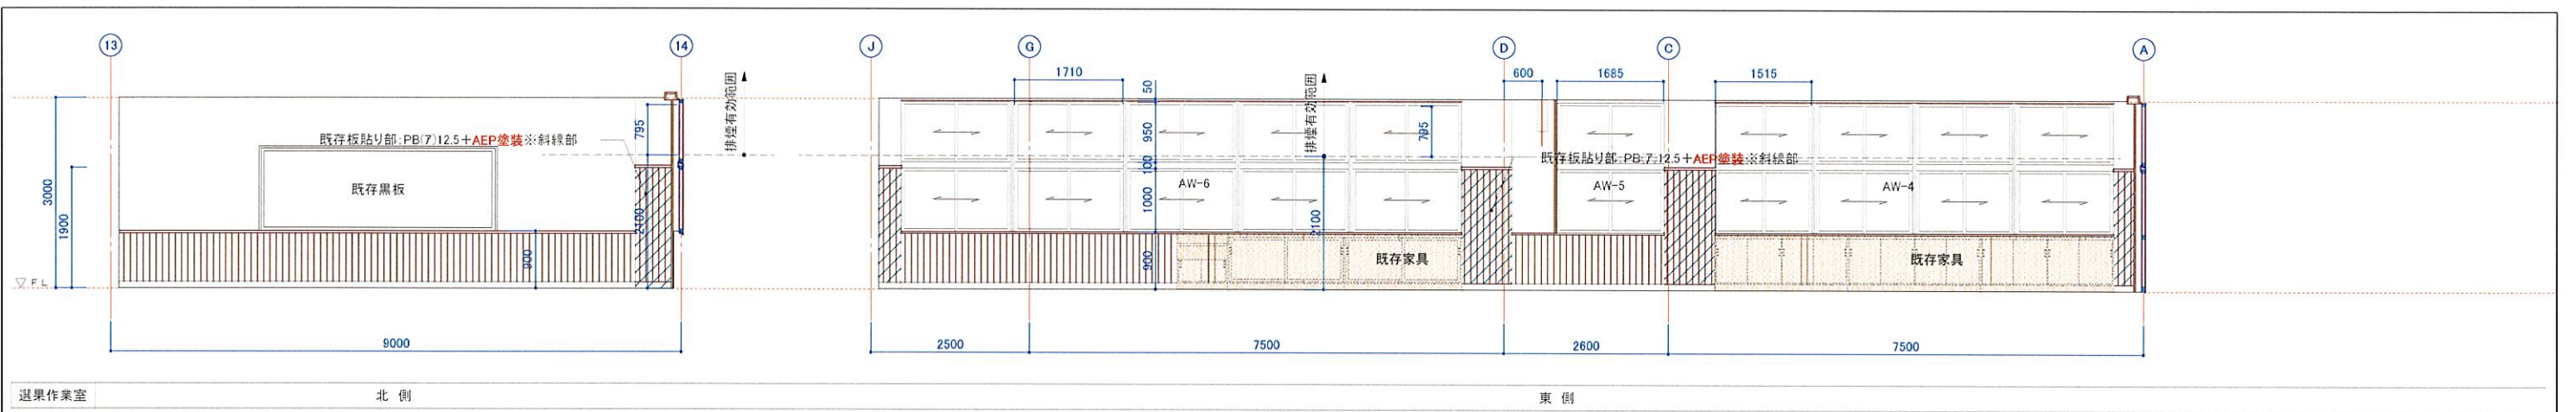 13
14
J
G
D
C
A
1710
600
1685
1515
50
排煙有効範囲
排煙有効範囲
795
950
795
既存板貼り部:PB(7)12.5+AEP塗装※斜線部
既存板貼り部:PB(7)12.5+AEP塗装※斜線部
100
3000
1900
既存黒板
2100
1000
AW-6
2100
AW-5
AW-4
900
900
既存家具
既存家具
▽FL
9000
2500
7500
2600
7500
選果作業室
北 側
東 側